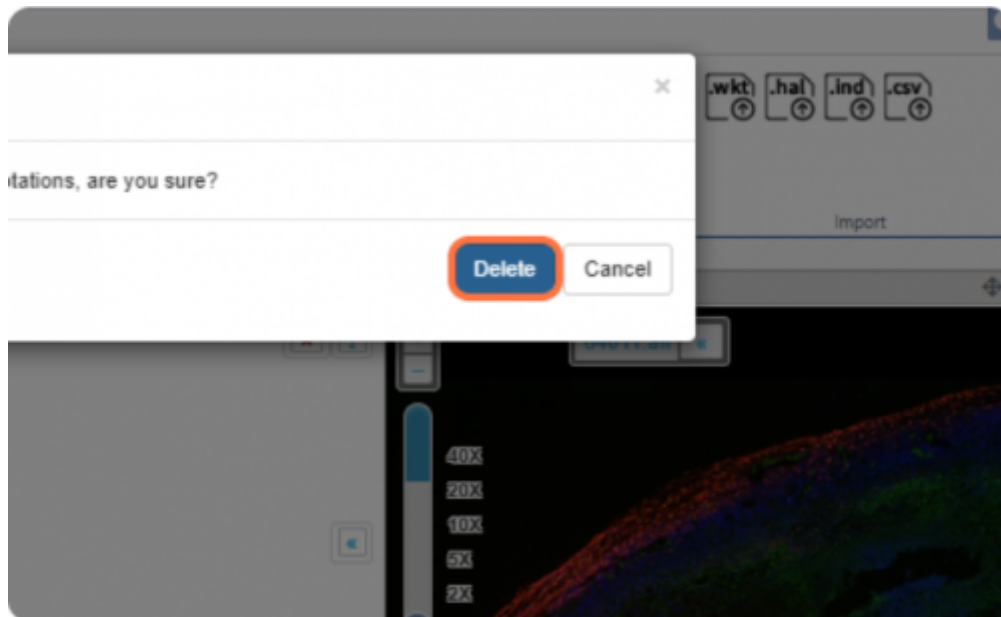 .wkt .hal .ind .csv
tations, are you sure?
Import
Delete Cancel
40X
20X
10X
5X
2X